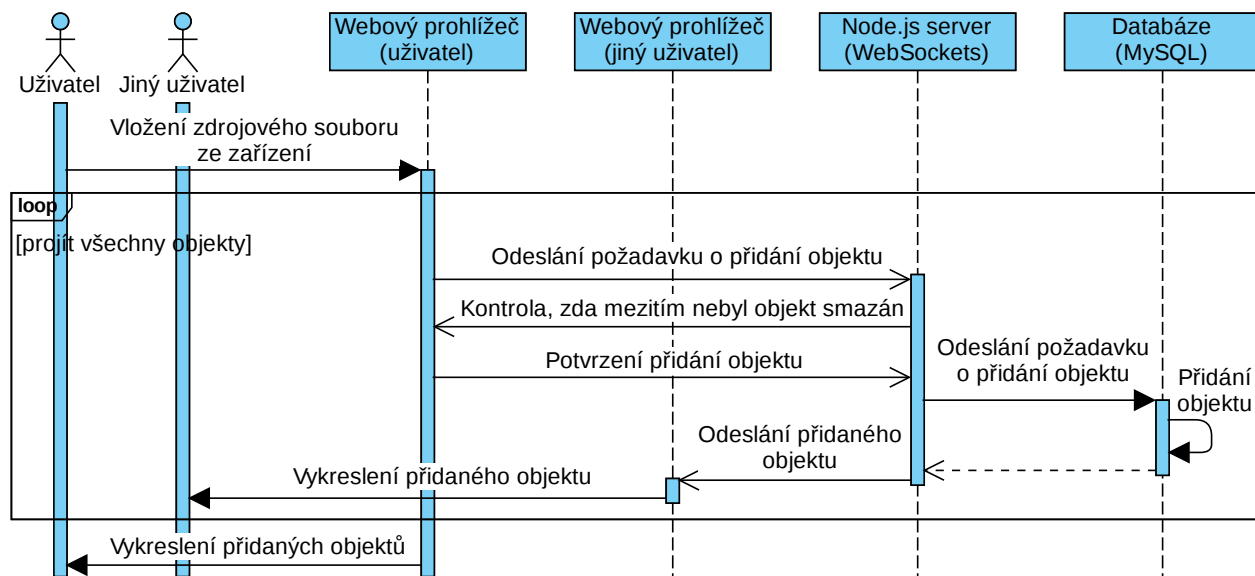 Webový prohlížeč
(uživatel)
Webový prohlížeč
(jiný uživatel)
Node.js server
(WebSockets)
Databáze
(MySQL)
Uživatel
Jiný uživatel
Vložení zdrojového souboru
ze zařízení
loop
[projít všechny objekty]
Odeslání požadavku o přidání objektu
Kontrola, zda mezitím nebyl objekt smazán
Potvrzení přidání objektu
Odeslání požadavku
o přidání objektu
Přidání
objektu
Odeslání přidaného
objektu
Vykreslení přidaného objektu
Vykreslení přidaných objektů